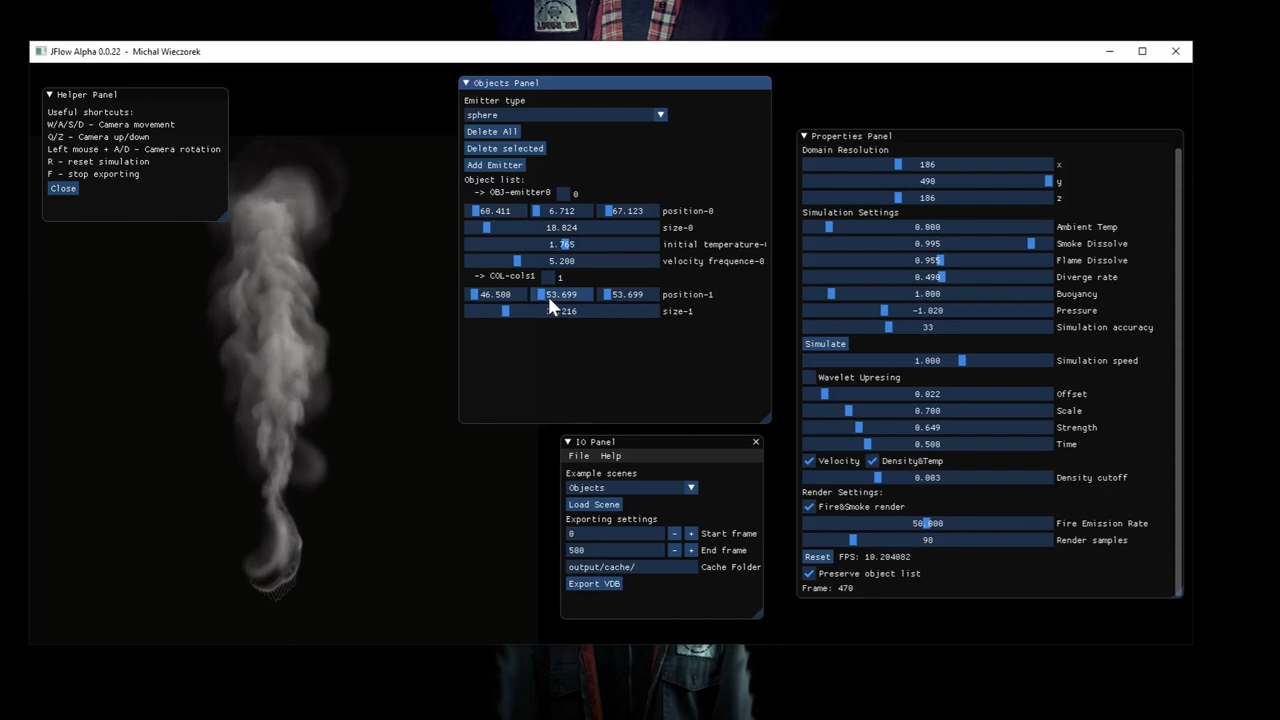 JFlow Alpha 0.0.22 - Michal Wieczorek
Helper Panel
Useful shortcuts:
W/A/S/D - Camera movement
Q/Z - Camera up/down
Left mouse + A/D - Camera rotation
R - reset simulation
F - stop exporting
Close
Objects Panel
Emitter type
sphere
Delete All
Delete selected
Add Emitter
Object list:
-> OBJ-emitter0 0
60.411 6.712 67.123 position-0
18.824 size-0
1.765 initial temperature-0
5.200 velocity frequence-0
-> COL-cols1 1
46.500 53.699 53.699 position-1
216 size-1
IO Panel
File Help
Example scenes
Objects
Load Scene
Exporting settings
0 - + Start frame
500 - + End frame
output/cache/ Cache Folder
Export VDB
Properties Panel
Domain Resolution
186 x
490 y
186 z
Simulation Settings
0.000 Ambient Temp
0.995 Smoke Dissolve
0.955 Flame Dissolve
0.490 Diverge rate
1.000 Buoyancy
-1.020 Pressure
33 Simulation accuracy
Simulate
1.000 Simulation speed
Wavelet Upresing
0.022 Offset
0.700 Scale
0.649 Strength
0.500 Time
Velocity Density&Temp
0.003 Density cutoff
Render Settings:
Fire&Smoke render
50.000 Fire Emission Rate
98 Render samples
Reset FPS: 10.204082
Preserve object list
Frame: 470